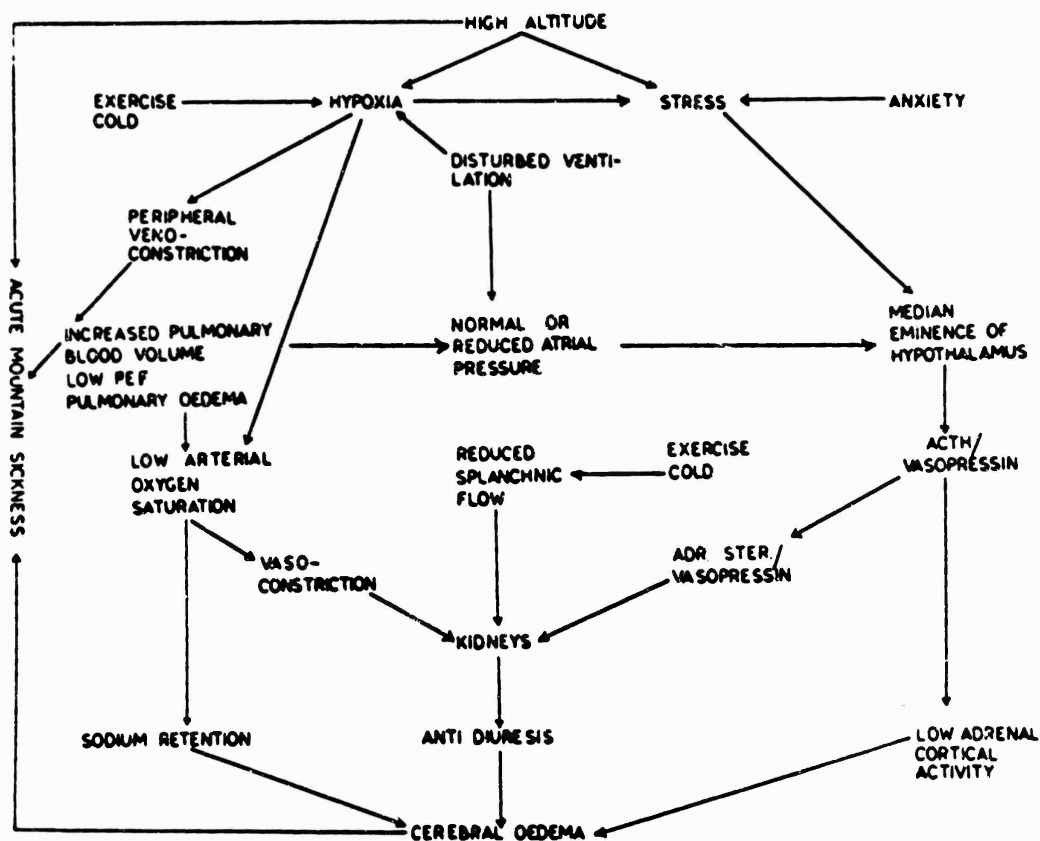 HIGH ALTITUDE
EXERCISE
COLD
HYPOXIA
STRESS
ANXIETY
DISTURBED VENTI-
LATION
PERIPHERAL
VENO-
CONSTRICTION
ACUTE MOUNTAIN SICKNESS
INCREASED PULMONARY
BLOOD VOLUME
LOW PEF
PULMONARY OEDEMA
NORMAL OR
REDUCED ATRIAL
PRESSURE
MEDIAN
EMINENCE OF
HYPOTHALAMUS
LOW ARTERIAL
OXYGEN
SATURATION
REDUCED
SPLANCHNIC
FLOW
EXERCISE
COLD
ACTH/
VASOPRESSIN
VASO-
CONSTRICTION
ADR. STER./
VASOPRESSIN
KIDNEYS
SODIUM RETENTION
ANTI DIURESIS
LOW ADRENAL
CORTICAL
ACTIVITY
CEREBRAL OEDEMA